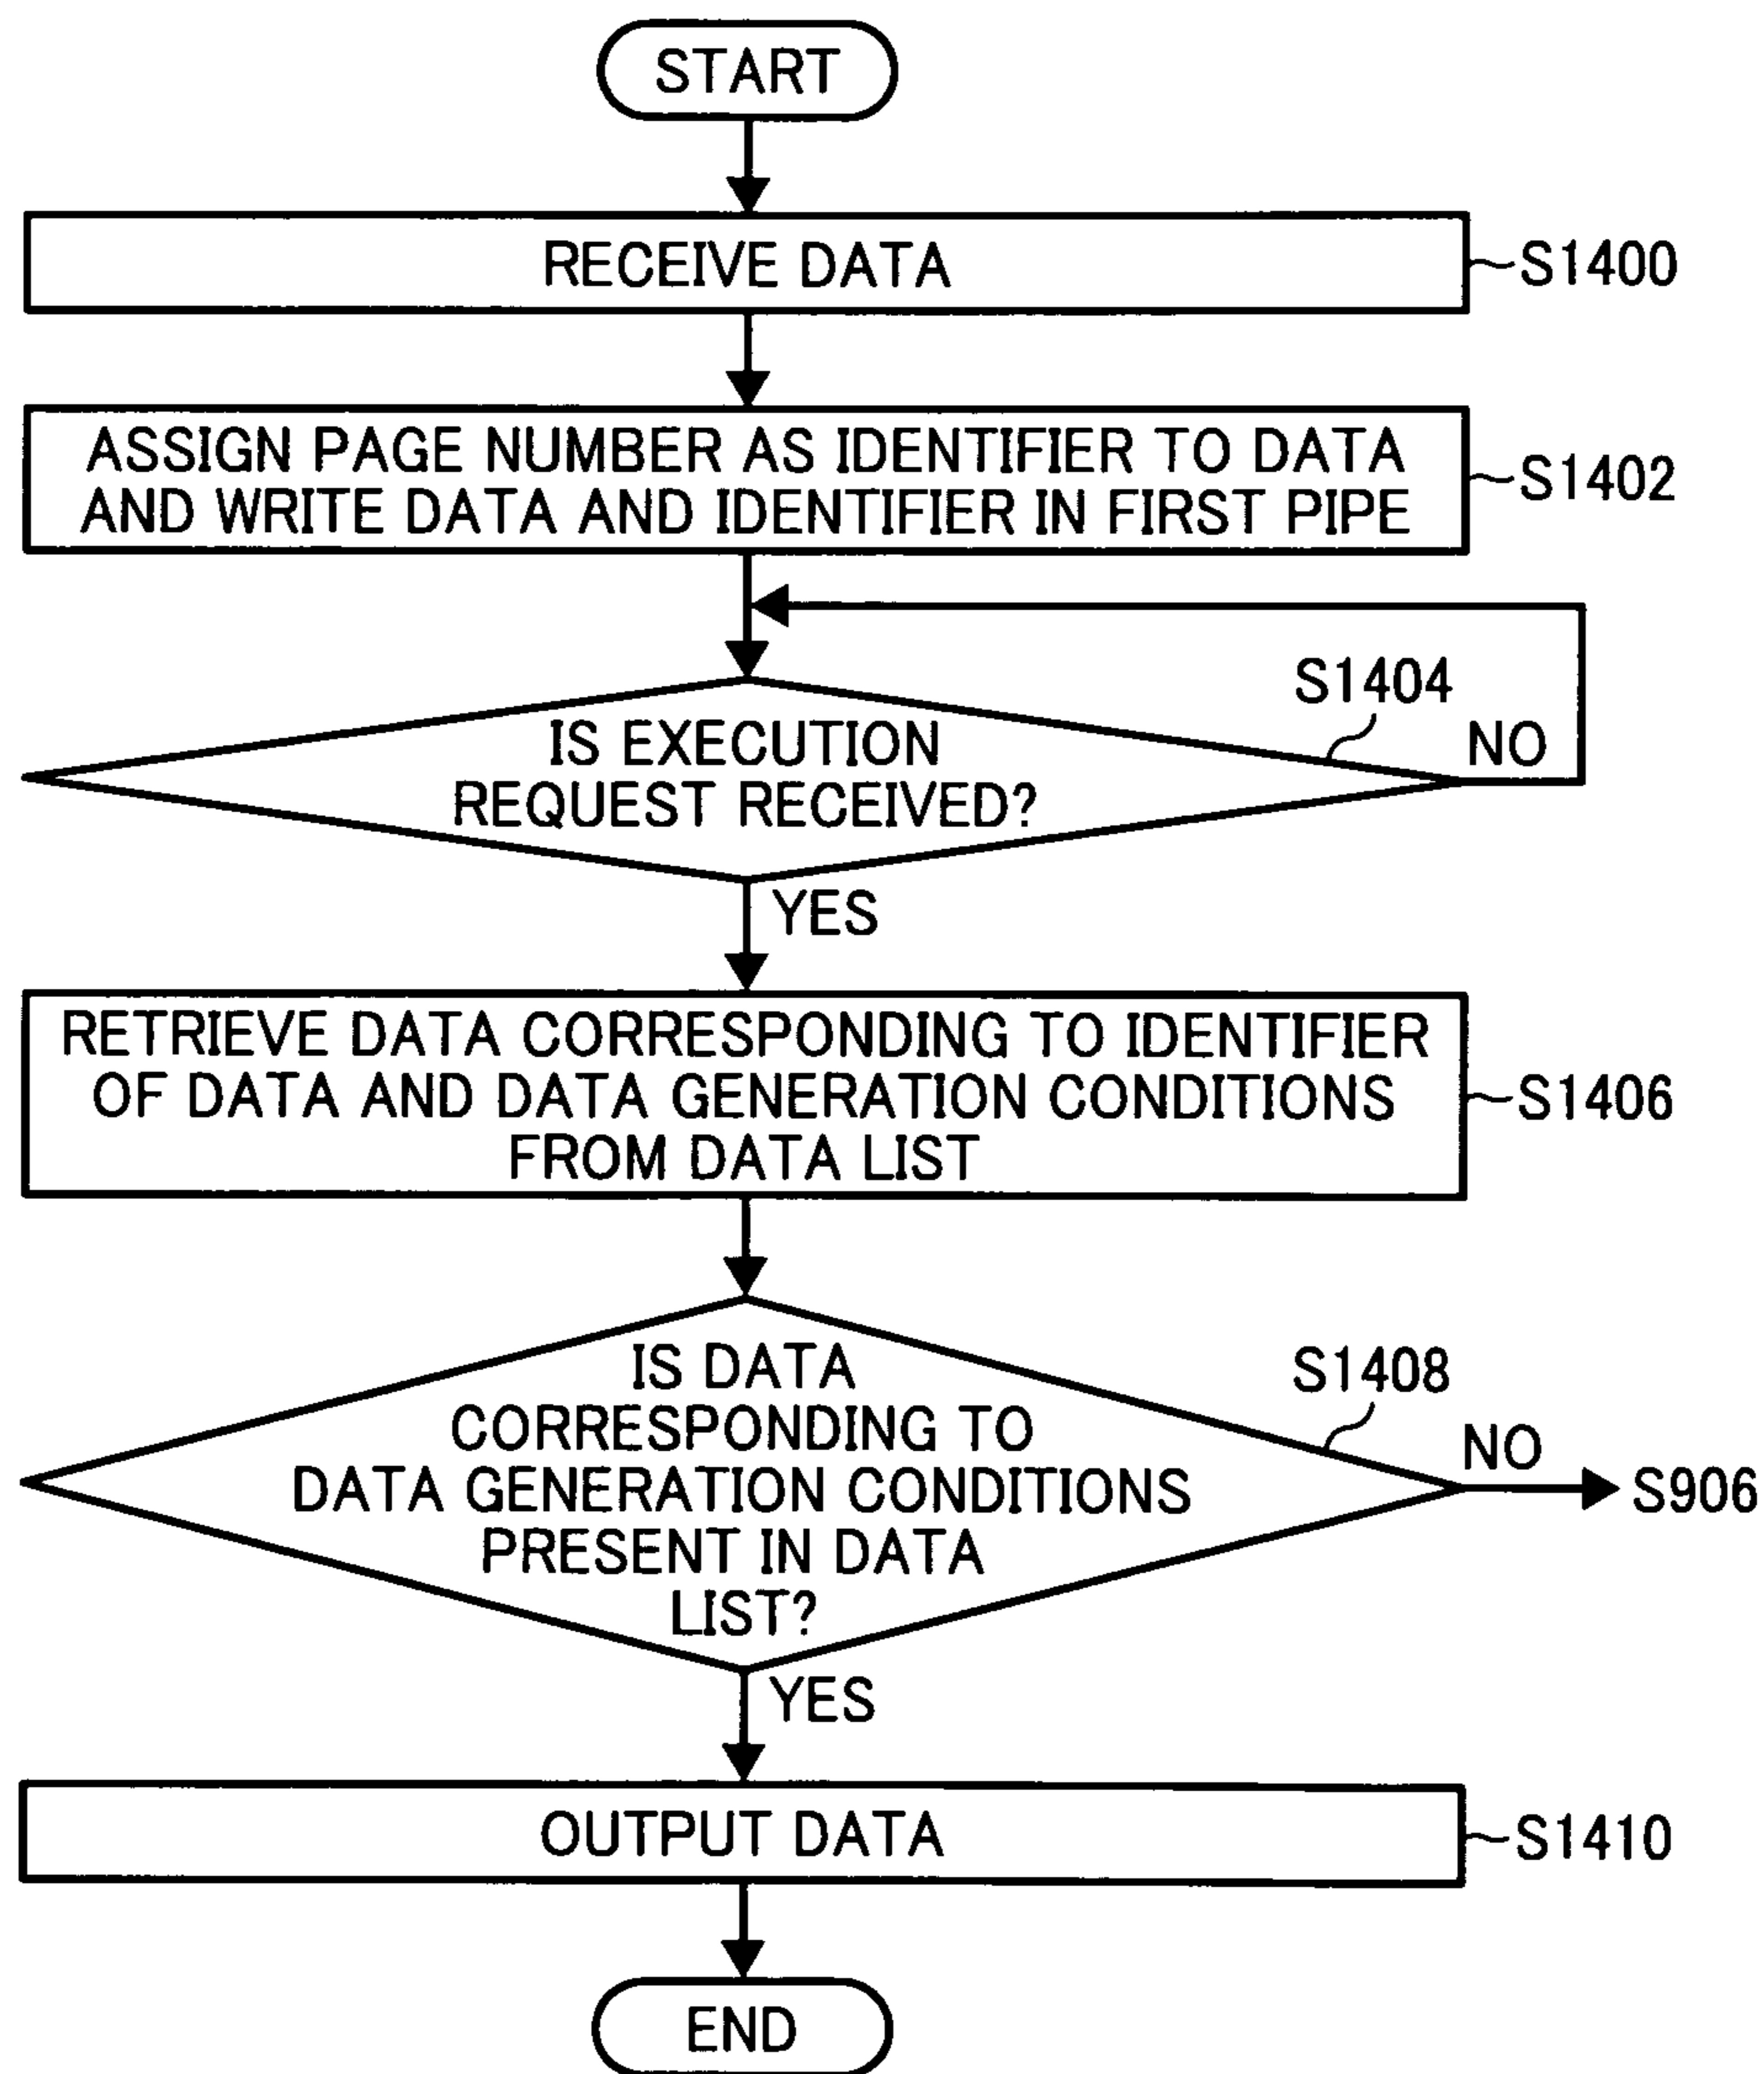 START
RECEIVE DATA
S1400
ASSIGN PAGE NUMBER AS IDENTIFIER TO DATA
AND WRITE DATA AND IDENTIFIER IN FIRST PIPE
S1402
S1404
NO
IS EXECUTION
REQUEST RECEIVED?
YES
RETRIEVE DATA CORRESPONDING TO IDENTIFIER
OF DATA AND DATA GENERATION CONDITIONS
FROM DATA LIST
S1406
IS DATA
CORRESPONDING TO
DATA GENERATION CONDITIONS
PRESENT IN DATA
LIST?
S1408
NO
S906
YES
OUTPUT DATA
S1410
END